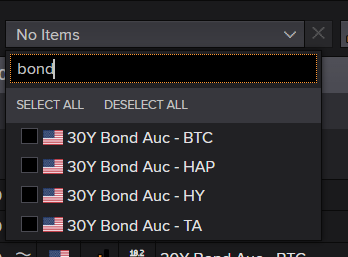 No Items
bond
SELECT ALL DESELECT ALL
30Y Bond Auc - BTC
30Y Bond Auc - HAP
30Y Bond Auc - HY
30Y Bond Auc - TA